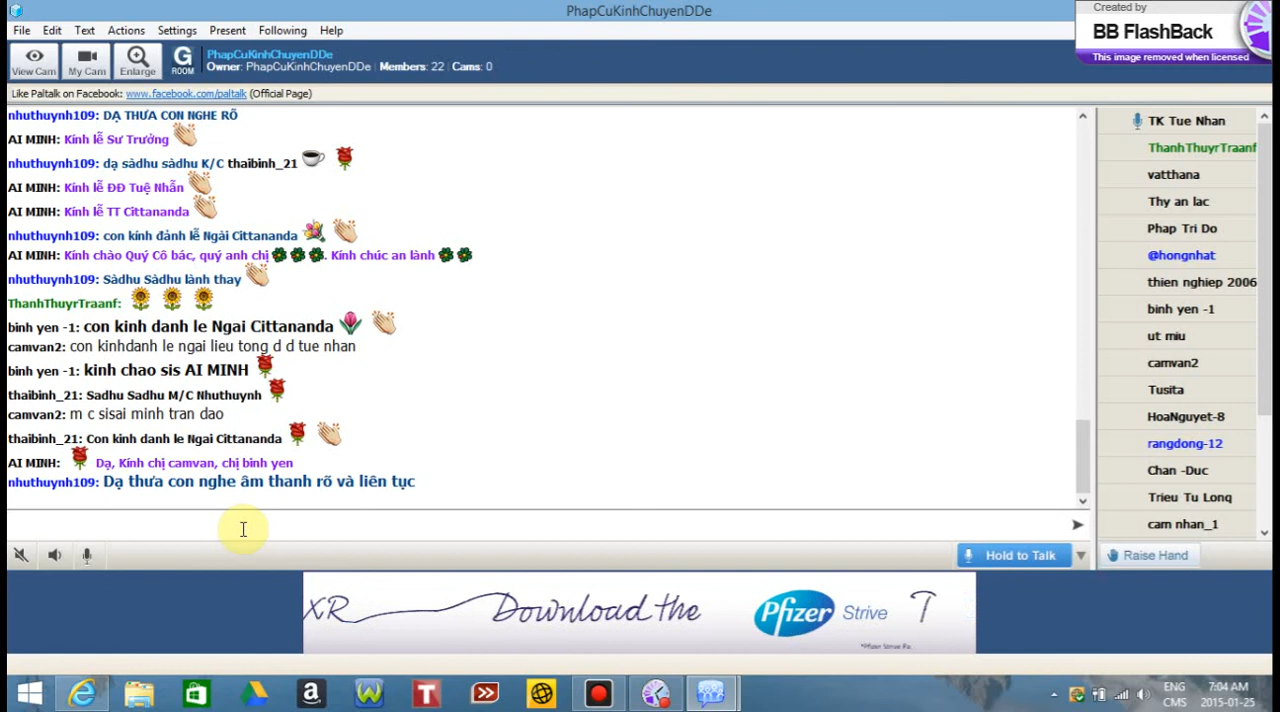 PhapCuKinhChuyenDDe
Created by
BB FlashBack
This image removed when licensed
File Edit Text Actions Settings Present Following Help
View Cam
My Cam
Enlarge
G
ROOM
PhapCuKinhChuyenDDe
Owner: PhapCuKinhChuyenDDe | Members: 22 | Cams: 0
Like Paltalk on Facebook: www.facebook.com/paltalk (Official Page)
nhuthuynh109: DẠ THƯA CON NGHE RÕ
AI MINH: Kính lễ Sư Trưởng
nhuthuynh109: dạ sàdhu sàdhu K/C thaibinh_21
AI MINH: Kính lễ ĐĐ Tuệ Nhẫn
AI MINH: Kính lễ TT Cittananda
nhuthuynh109: con kính đảnh lễ Ngài Cittananda
AI MINH: Kính chào Quý Cô bác, quý anh chị . Kính chúc an lành
nhuthuynh109: Sàdhu Sàdhu lành thay
ThanhThuyrTraanf:
binh yen -1: con kinh danh le Ngai Cittananda
camvan2: con kinhdanh le ngai lieu tong d d tue nhan
binh yen -1: kinh chao sis AI MINH
thaibinh_21: Sadhu Sadhu M/C Nhuthuynh
camvan2: m c sisai minh tran dao
thaibinh_21: Con kinh danh le Ngai Cittananda
AI MINH: Dạ, Kính chị camvan, chị bình yen
nhuthuynh109: Dạ thưa con nghe âm thanh rõ và liên tục
TK Tue Nhan
ThanhThuyrTraanf
vatthana
Thy an lac
Phap Tri Do
@hongnhat
thien nghiep 2006
binh yen -1
ut miu
camvan2
Tusita
HoaNguyet-8
rangdong-12
Chan -Duc
Trieu Tu Long
cam nhan_1
Hold to Talk
Raise Hand
XR Download the Pfizer Strive T
*Pfizer Strive Pa
a W T
ENG
CMS
7:04 AM
2015-01-25